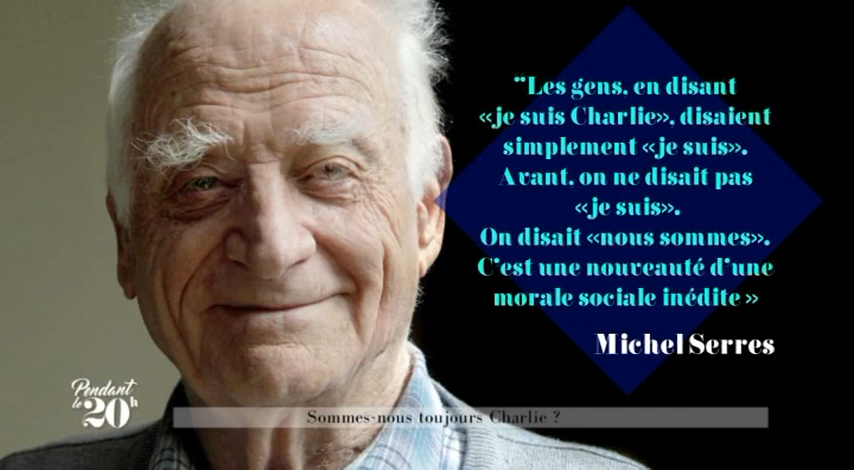 “Les gens, en disant
«je suis Charlie», disaient
simplement «je suis».
Avant, on ne disait pas
«je suis».
On disait «nous sommes».
C'est une nouveauté d'une
morale sociale inédite »
Michel Serres
Pendant
le 20h
Sommes-nous toujours Charlie ?